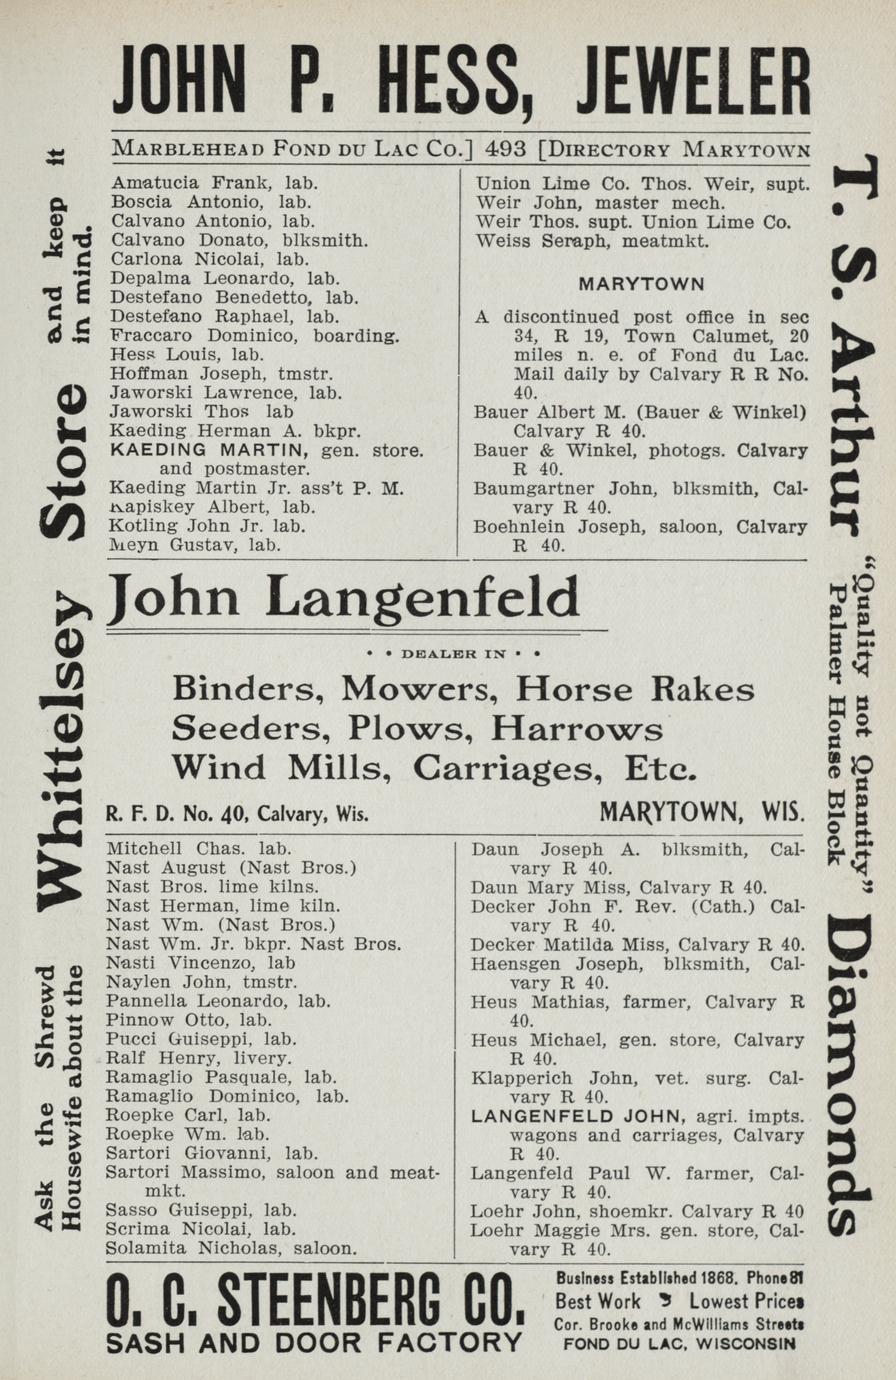 JOHN P. HESS, JEWELER
MARBLEHEAD FOND DU LAC CO.] 493 [DIRECTORY MARYTOWN
Amatucia Frank, lab.
Boscia Antonio, lab.
Calvano Antonio, lab.
Calvano Donato, blksmith.
Carlona Nicolai, lab.
Depalma Leonardo, lab.
Destefano Benedetto, lab.
Destefano Raphael, lab.
Fraccaro Dominico, boarding.
Hess Louis, lab.
Hoffman Joseph, tmstr.
Jaworski Lawrence, lab.
Jaworski Thos lab
Kaeding Herman A. bkpr.
KAEDING MARTIN, gen. store.
and postmaster.
Kaeding Martin Jr. ass't P. M.
Kapiskey Albert, lab.
Kotling John Jr. lab.
Meyn Gustav, lab.
Union Lime Co. Thos. Weir, supt.
Weir John, master mech.
Weir Thos. supt. Union Lime Co.
Weiss Seraph, meatmkt.
MARYTOWN
A discontinued post office in sec
34, R 19, Town Calumet, 20
miles n. e. of Fond du Lac.
Mail daily by Calvary R R No.
40.
Bauer Albert M. (Bauer & Winkel)
Calvary R 40.
Bauer & Winkel, photogs. Calvary
R 40.
Baumgartner John, blksmith, Cal-
vary R 40.
Boehnlein Joseph, saloon, Calvary
R 40.
John Langenfeld
• • DEALER IN • •
Binders, Mowers, Horse Rakes
Seeders, Plows, Harrows
Wind Mills, Carriages, Etc.
R. F. D. No. 40, Calvary, Wis. MARYTOWN, WIS.
Mitchell Chas. lab.
Nast August (Nast Bros.)
Nast Bros. lime kilns.
Nast Herman, lime kiln.
Nast Wm. (Nast Bros.)
Nast Wm. Jr. bkpr. Nast Bros.
Nasti Vincenzo, lab
Naylen John, tmstr.
Pannella Leonardo, lab.
Pinnow Otto, lab.
Pucci Guiseppi, lab.
Ralf Henry, livery.
Ramaglio Pasquale, lab.
Ramaglio Dominico, lab.
Roepke Carl, lab.
Roepke Wm. lab.
Sartori Giovanni, lab.
Sartori Massimo, saloon and meat-
mkt.
Sasso Guiseppi, lab.
Scrima Nicolai, lab.
Solamita Nicholas, saloon.
Daun Joseph A. blksmith, Cal-
vary R 40.
Daun Mary Miss, Calvary R 40.
Decker John F. Rev. (Cath.) Cal-
vary R 40.
Decker Matilda Miss, Calvary R 40.
Haensgen Joseph, blksmith, Cal-
vary R 40.
Heus Mathias, farmer, Calvary R
40.
Heus Michael, gen. store, Calvary
R 40.
Klapperich John, vet. surg. Cal-
vary R 40.
LANGENFELD JOHN, agri. impts.
wagons and carriages, Calvary
R 40.
Langenfeld Paul W. farmer, Cal-
vary R 40.
Loehr John, shoemkr. Calvary R 40
Loehr Maggie Mrs. gen. store, Cal-
vary R 40.
O. C. STEENBERG CO.
SASH AND DOOR FACTORY
Business Established 1868. Phone 81
Best Work Lowest Prices
Cor. Brooke and McWilliams Streets
FOND DU LAC, WISCONSIN
Ask the Shrewd
Housewife about the
Whittelsey Store
and keep it
in mind.
T. S. Arthur
"Quality not Quantity"
Palmer House Block
Diamonds